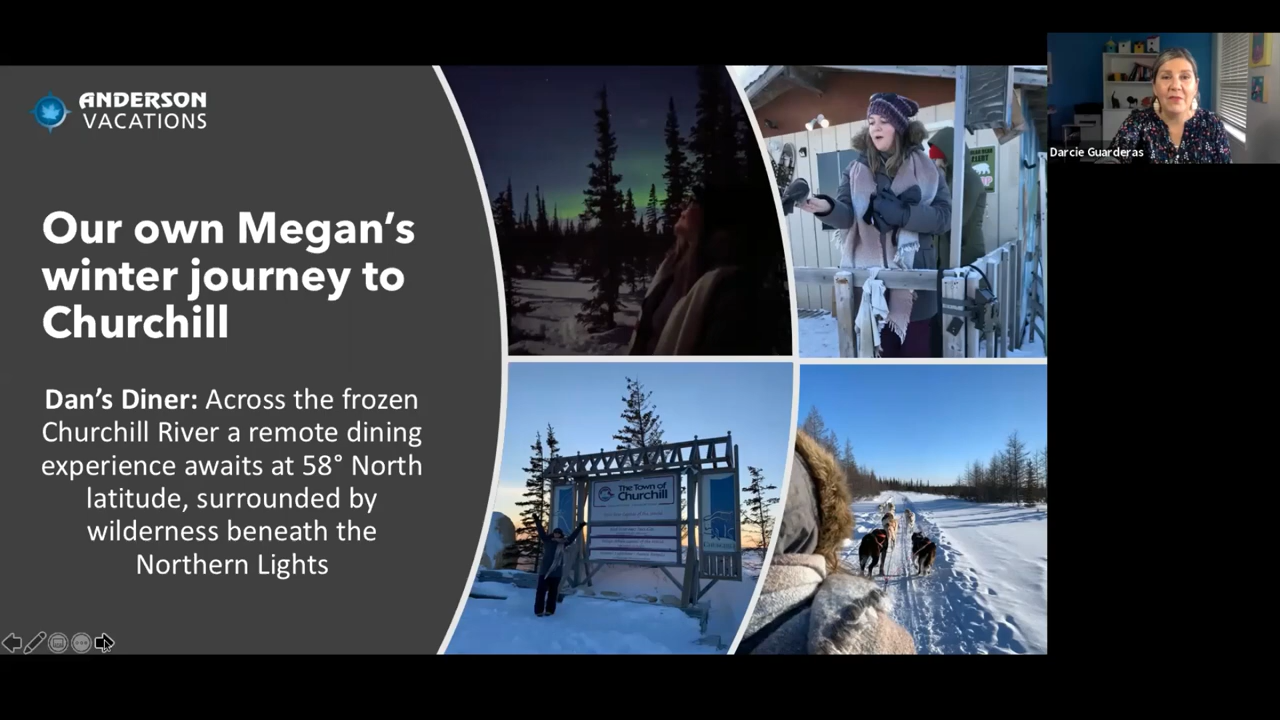 ANDERSON
VACATIONS
Our own Megan's
winter journey to
Churchill
Dan's Diner: Across the frozen
Churchill River a remote dining
experience awaits at 58° North
latitude, surrounded by
wilderness beneath the
Northern Lights
The Town of
Churchill
Darcie Guarderas